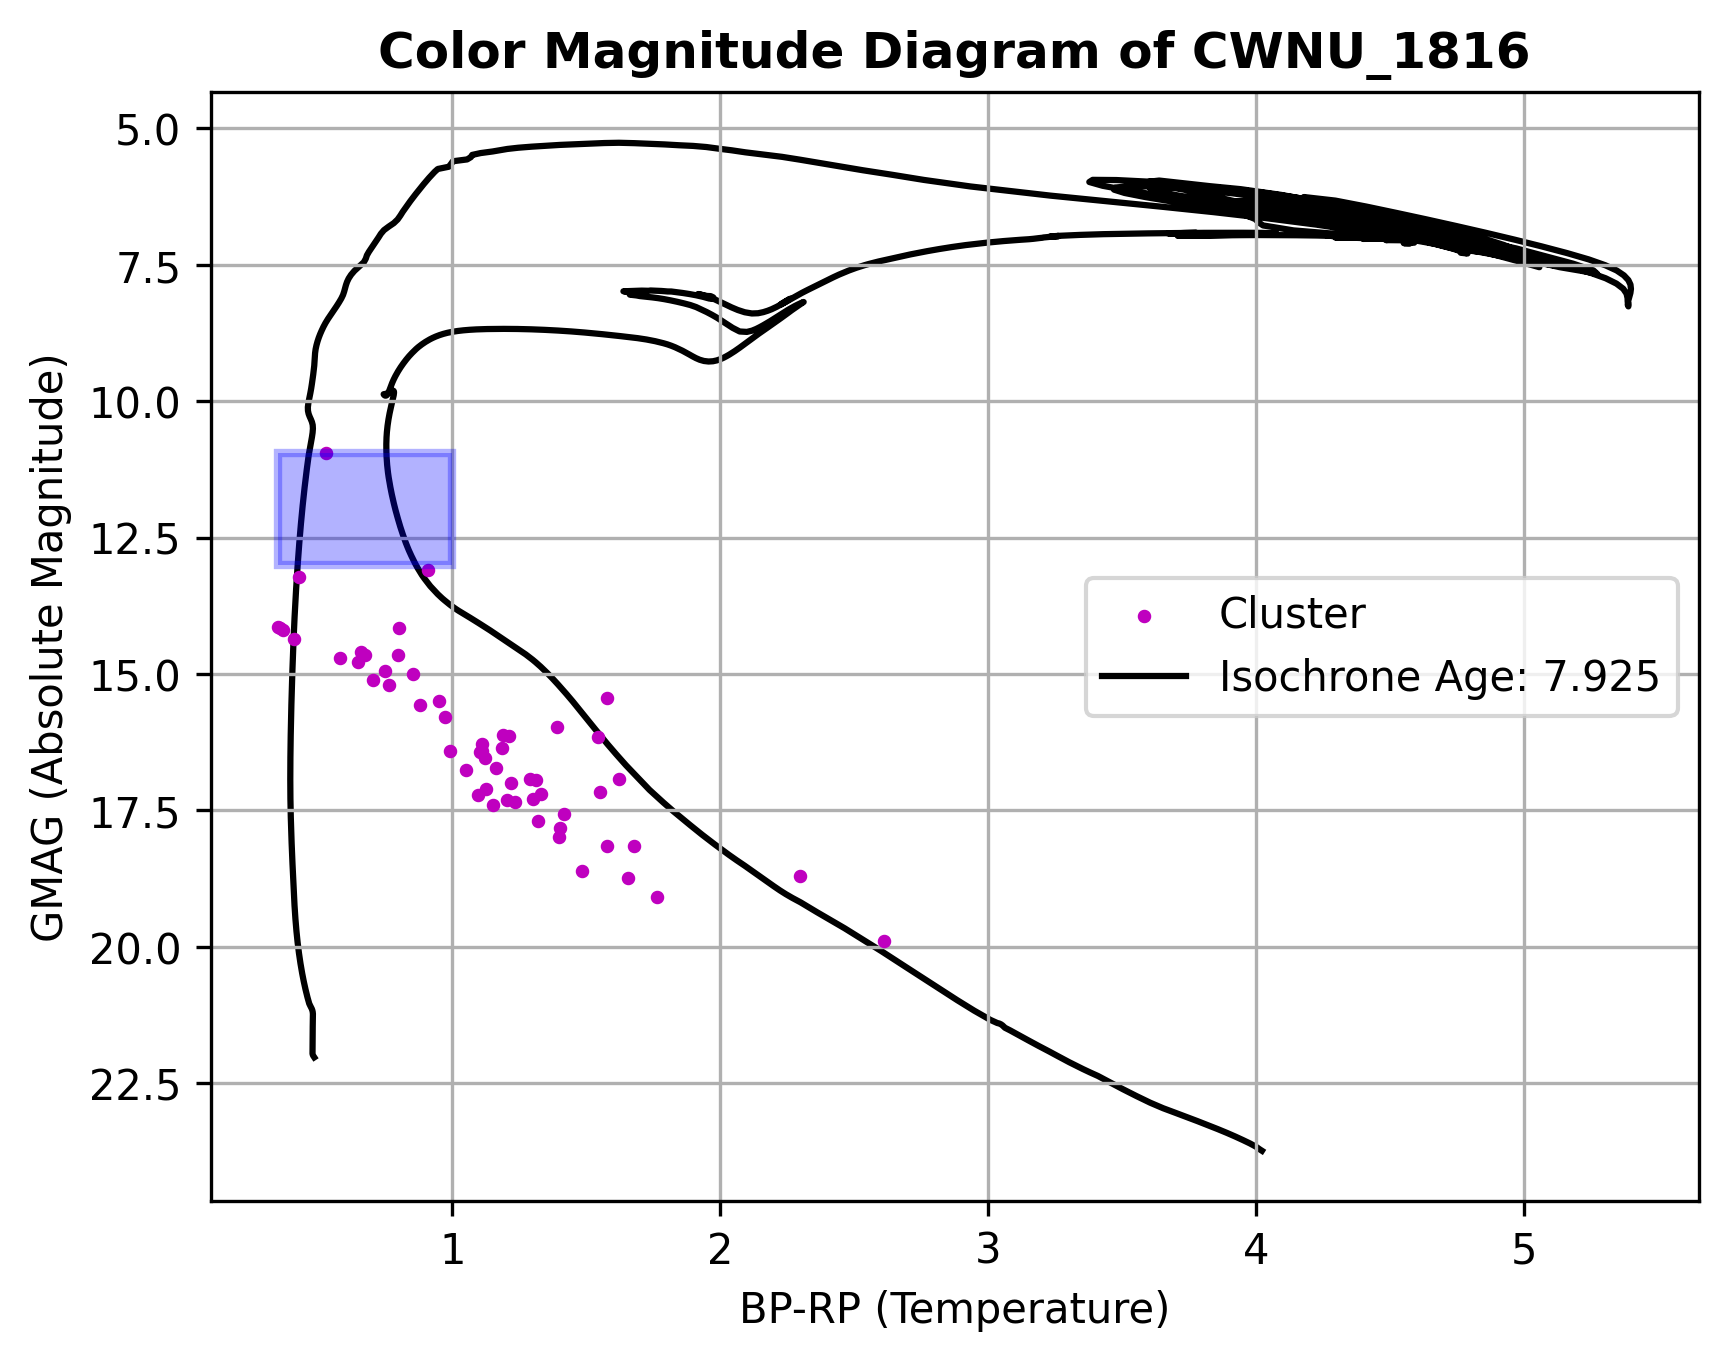 Color Magnitude Diagram of CWNU_1816
GMAG (Absolute Magnitude)
5.0
7.5
10.0
12.5
15.0
17.5
20.0
22.5
Cluster
Isochrone Age: 7.925
1 2 3 4 5
BP-RP (Temperature)